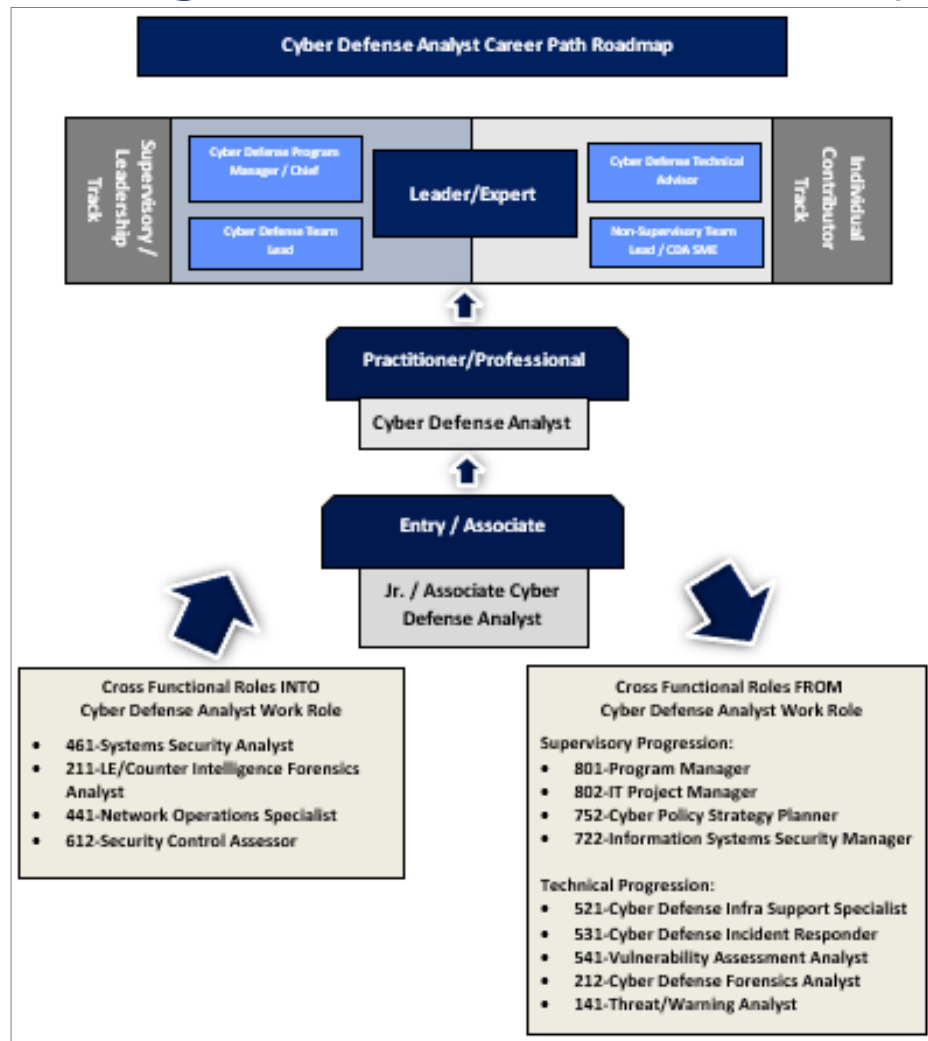 Cyber Defense Analyst Career Path Roadmap
Supervisory /
Leadership
Track
Cyber Defense Program
Manager / Chief
Cyber Defense Team
Lead
Leader/Expert
Cyber Defense Technical
Advisor
Non-Supervisory Team
Lead / CDA SME
Individual
Contributor
Track
Practitioner/Professional
Cyber Defense Analyst
Entry / Associate
Jr. / Associate Cyber
Defense Analyst
Cross Functional Roles INTO
Cyber Defense Analyst Work Role
• 461-Systems Security Analyst
• 211-LE/Counter Intelligence Forensics
Analyst
• 441-Network Operations Specialist
• 612-Security Control Assessor
Cross Functional Roles FROM
Cyber Defense Analyst Work Role
Supervisory Progression:
• 801-Program Manager
• 802-IT Project Manager
• 752-Cyber Policy Strategy Planner
• 722-Information Systems Security Manager
Technical Progression:
• 521-Cyber Defense Infra Support Specialist
• 531-Cyber Defense Incident Responder
• 541-Vulnerability Assessment Analyst
• 212-Cyber Defense Forensics Analyst
• 141-Threat/Warning Analyst